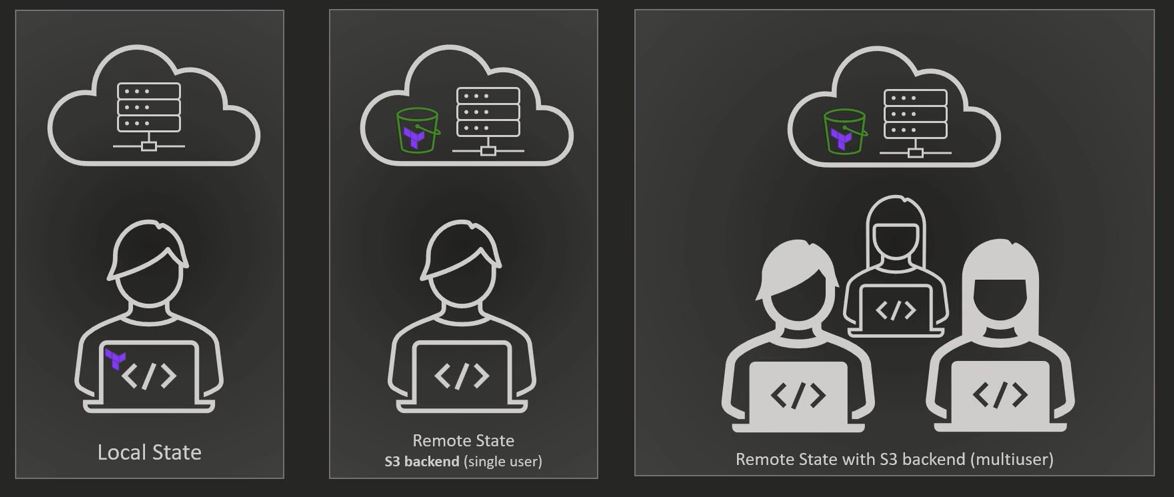 </>
Local State
</>
Remote State
S3 backend (single user)
</>
</>
</>
Remote State with S3 backend (multiuser)